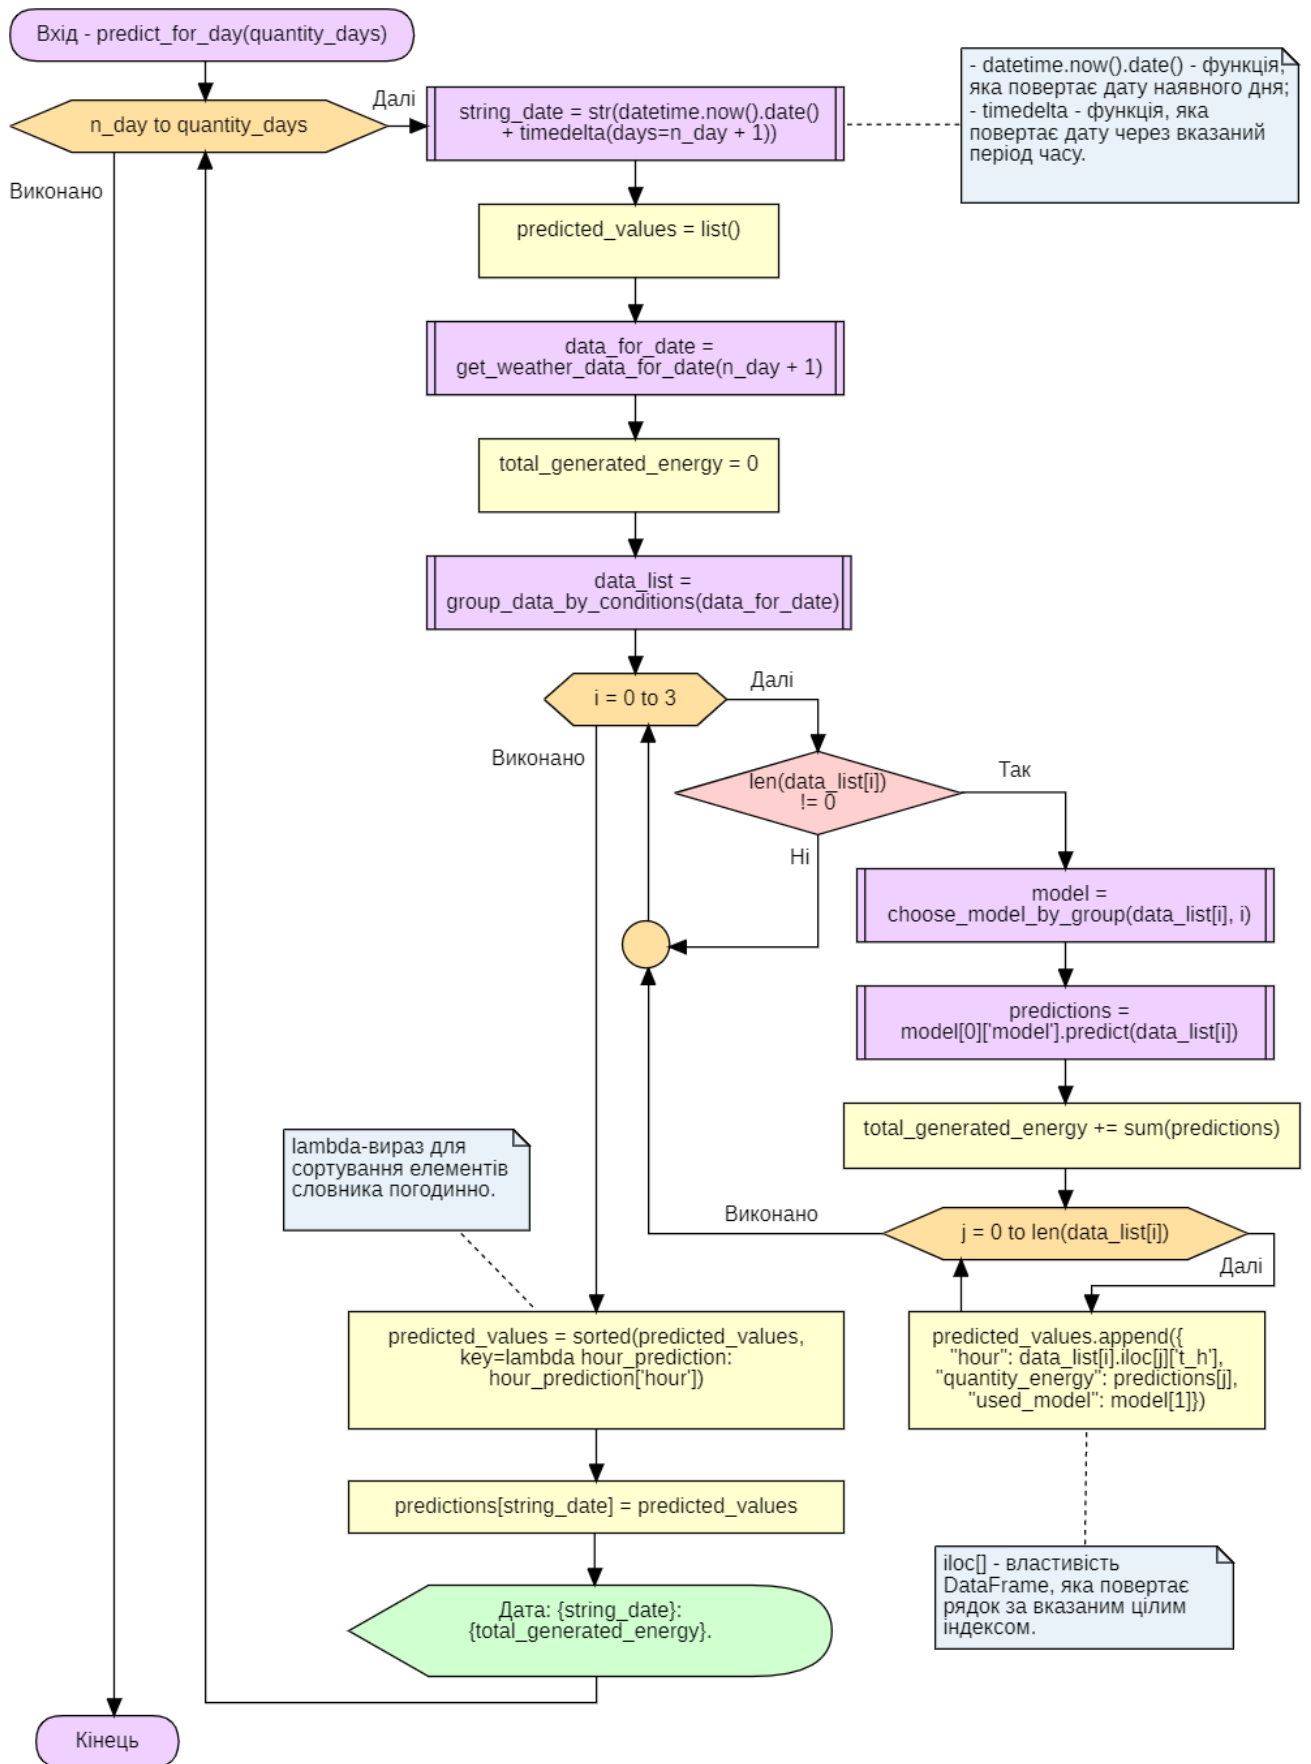 Вхід - predict_for_day(quantity_days)
n_day to quantity_days
Далі
Виконано
string_date = str(datetime.now().date()
+ timedelta(days=n_day + 1))
- datetime.now().date() - функція,
яка повертає дату наявного дня;
- timedelta - функція, яка
повертає дату через вказаний
період часу.
predicted_values = list()
data_for_date =
get_weather_data_for_date(n_day + 1)
total_generated_energy = 0
data_list =
group_data_by_conditions(data_for_date)
i = 0 to 3
Далі
Виконано
len(data_list[i])
!= 0
Так
Ні
model =
choose_model_by_group(data_list[i], i)
predictions =
model[0]['model'].predict(data_list[i])
total_generated_energy += sum(predictions)
j = 0 to len(data_list[i])
Виконано
Далі
predicted_values.append({
"hour": data_list[i].iloc[j]['t_h'],
"quantity_energy": predictions[j],
"used_model": model[1]})
iloc[] - властивість
DataFrame, яка повертає
рядок за вказаним цілим
індексом.
lambda-вираз для
сортування елементів
словника погодинно.
predicted_values = sorted(predicted_values,
key=lambda hour_prediction:
hour_prediction['hour'])
predictions[string_date] = predicted_values
Дата: {string_date}:
{total_generated_energy}.
Кінець